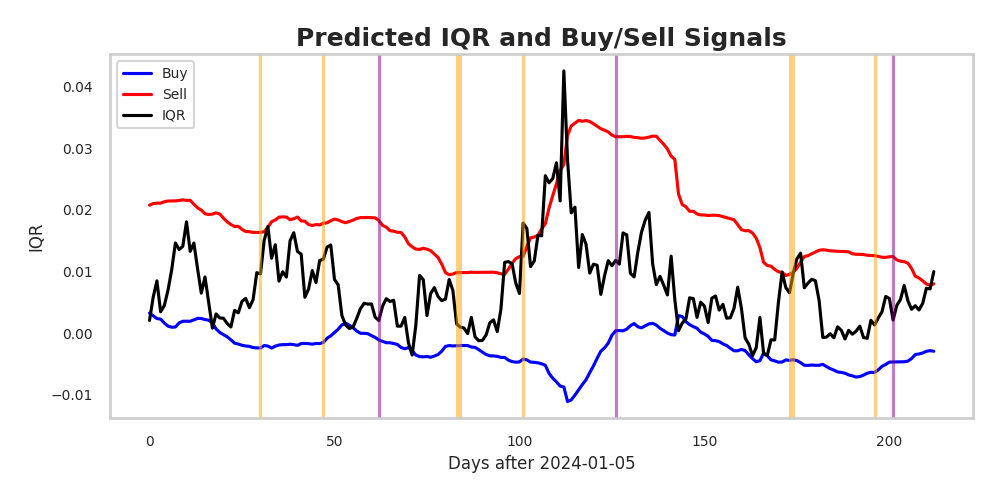 Predicted IQR and Buy/Sell Signals
Buy
Sell
IQR
0.04
0.03
0.02
0.01
0.00
−0.01
IQR
0
50
100
150
200
Days after 2024-01-05